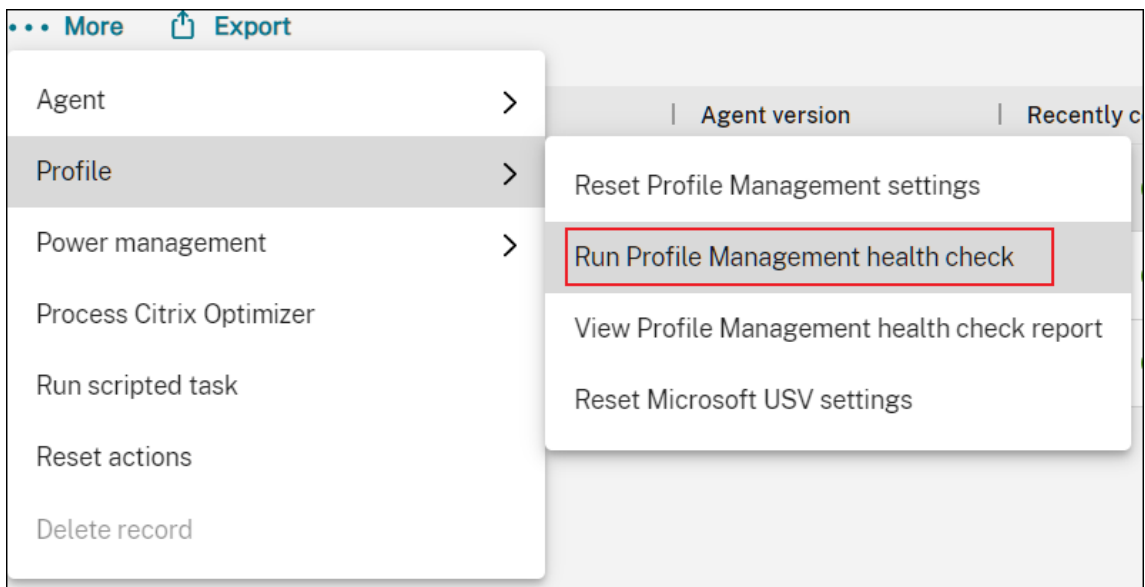 ••• More Export
Agent
Profile
Power management
Process Citrix Optimizer
Run scripted task
Reset actions
Delete record
| Agent version | Recently c
Reset Profile Management settings
Run Profile Management health check
View Profile Management health check report
Reset Microsoft USV settings